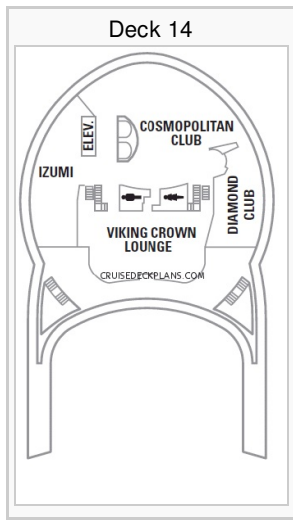 Deck 14
ELEV.
COSMOPOLITAN
CLUB
IZUMI
DIAMOND
CLUB
VIKING CROWN
LOUNGE
CRUISEDECKPLANS.COM